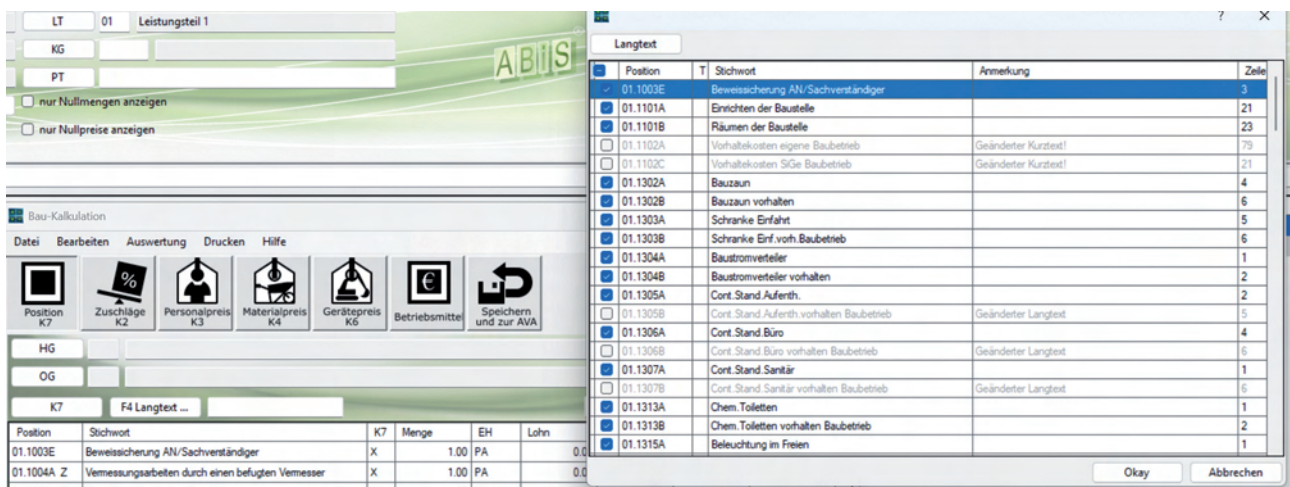 LT 01 Leistungsteil 1
KG
PT
nur Nullmengen anzeigen
nur Nullpreise anzeigen
ABIS
Bau-Kalkulation
Datei Bearbeiten Auswertung Drucken Hilfe
Position K7
% Zuschläge K2
Personalpreis K3
Materialpreis K4
Gerätepreis K6
€ Betriebsmittel
Speichern und zur AVA
HG
OG
K7 F4 Langtext ...
Position Stichwort K7 Menge EH Lohn
01.1003E Beweissicherung AN/Sachverständiger X 1.00 PA 0.0
01.1004A Z Vermessungsarbeiten durch einen befugten Vermesser X 1.00 PA 0.0
? X
Langtext
Position T Stichwort Anmerkung Zeile
01.1003E Beweissicherung AN/Sachverständiger 3
01.1101A Einrichten der Baustelle 21
01.1101B Räumen der Baustelle 23
01.1102A Vorhaltekosten eigene Baubetrieb Geänderter Kurztext! 79
01.1102C Vorhaltekosten SiGe Baubetrieb Geänderter Kurztext! 21
01.1302A Bauzaun 4
01.1302B Bauzaun vorhalten 6
01.1303A Schranke Einfahrt 5
01.1303B Schranke Einf.vorh.Baubetrieb 6
01.1304A Baustromverteiler 1
01.1304B Baustromverteiler vorhalten 2
01.1305A Cont.Stand.Aufenth. 2
01.1305B Cont.Stand.Aufenth.vorhalten Baubetrieb Geänderter Langtext 5
01.1306A Cont.Stand.Büro 4
01.1306B Cont.Stand.Büro vorhalten Baubetrieb Geänderter Langtext 6
01.1307A Cont.Stand.Sanitär 1
01.1307B Cont.Stand.Sanitär vorhalten Baubetrieb Geänderter Langtext 6
01.1313A Chem.Toiletten 1
01.1313B Chem.Toiletten vorhalten Baubetrieb 2
01.1315A Beleuchtung im Freien 1
Okay Abbrechen